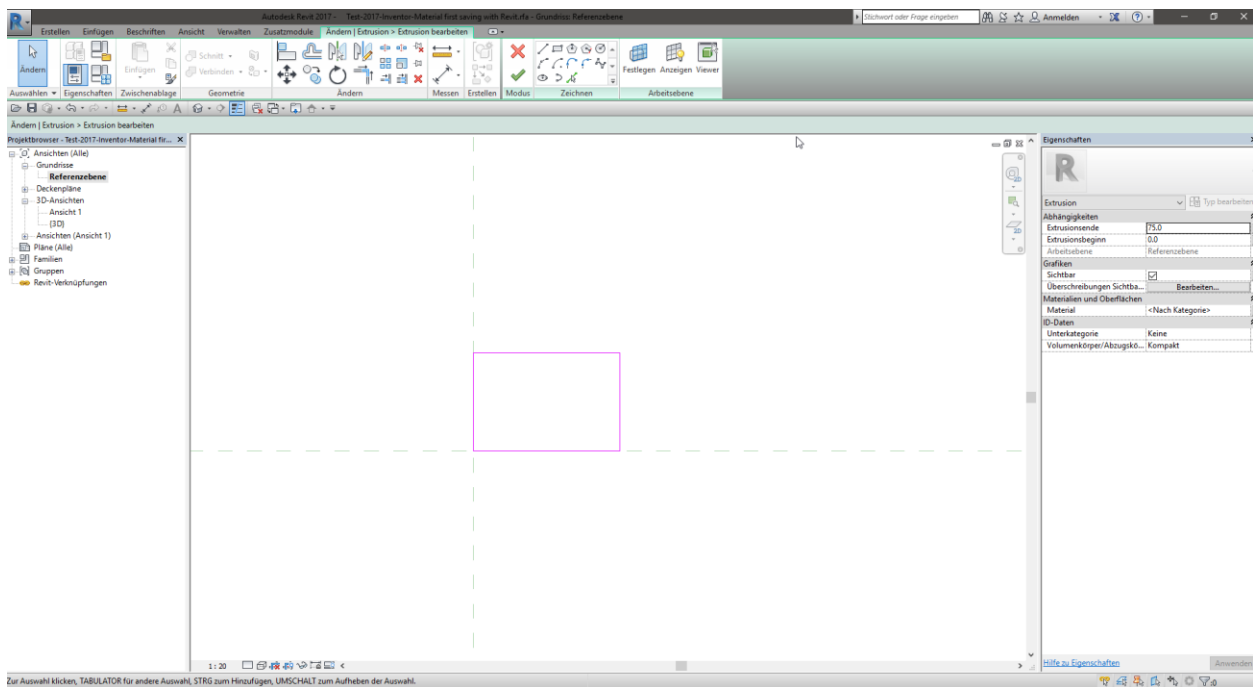 Autodesk Revit 2017 - Test-2017-Inventor-Material first saving with Revit.rfa - Grundriss: Referenzebene
Stichwort oder Frage eingeben
Anmelden
Erstellen Einfügen Beschriften Ansicht Verwalten Zusatzmodule Ändern | Extrusion > Extrusion bearbeiten
Ändern
Einfügen
Schnitt
Verbinden
Festlegen Anzeigen Viewer
Auswählen Eigenschaften Zwischenablage Geometrie Ändern Messen Erstellen Modus Zeichnen Arbeitsebene
Ändern | Extrusion > Extrusion bearbeiten
Projektbrowser - Test-2017-Inventor-Material fir...
Ansichten (Alle)
Grundrisse
Referenzebene
Deckenpläne
3D-Ansichten
Ansicht 1
{3D}
Ansichten (Ansicht 1)
Pläne (Alle)
Familien
Gruppen
Revit-Verknüpfungen
2D
Eigenschaften
R
Extrusion
Typ bearbeiten
Abhängigkeiten
Extrusionsende 75.0
Extrusionsbeginn 0.0
Arbeitsebene Referenzebene
Grafiken
Sichtbar
Überschreibungen Sichtba... Bearbeiten...
Materialien und Oberflächen
Material <Nach Kategorie>
ID-Daten
Unterkategorie Keine
Volumenkörper/Abzugskö... Kompakt
1 : 20
Hilfe zu Eigenschaften
Anwenden
Zur Auswahl klicken, TABULATOR für andere Auswahl, STRG zum Hinzufügen, UMSCHALT zum Aufheben der Auswahl.
:0